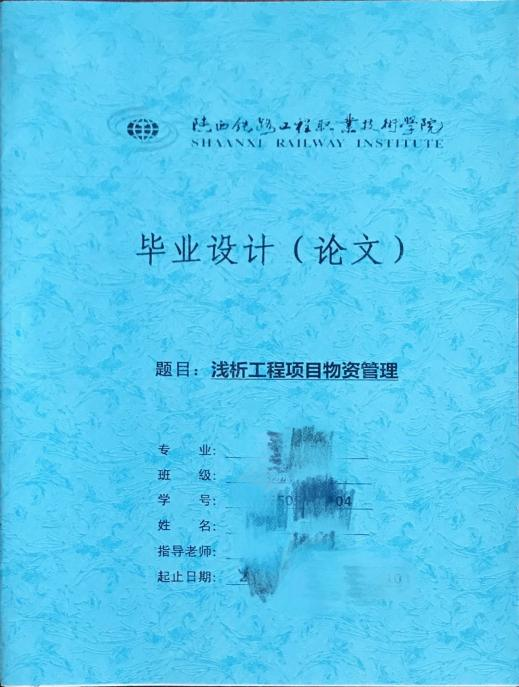 陕西铁路工程职业技术学院
SHAANXI RAILWAY INSTITUTE
毕业设计（论文）
题目：浅析工程项目物资管理
专 业：
班 级：
学 号： 04
姓 名：
指导老师：
起止日期：